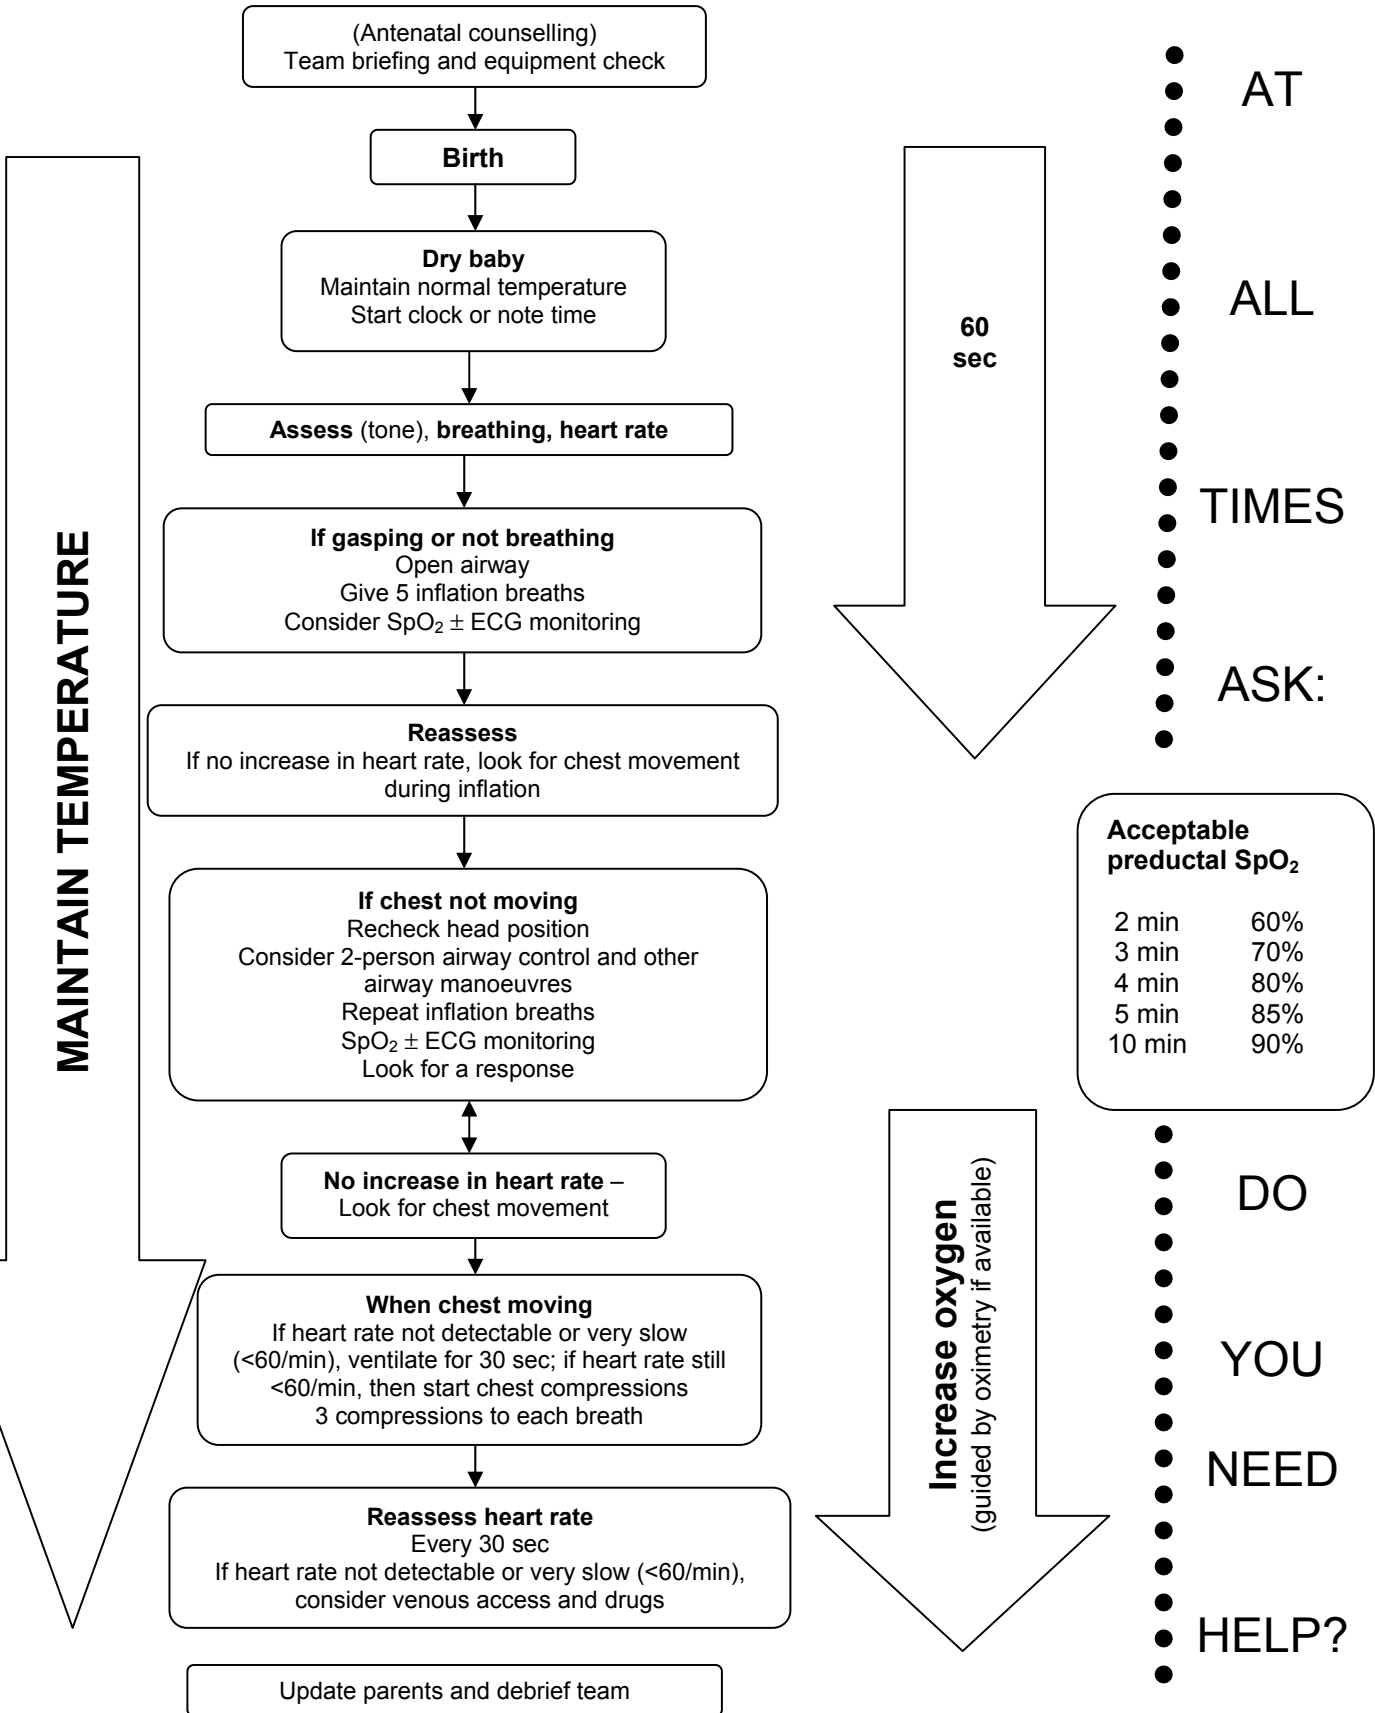 (Antenatal counselling)
Team briefing and equipment check
Birth
Dry baby
Maintain normal temperature
Start clock or note time
Assess (tone), breathing, heart rate
If gasping or not breathing
Open airway
Give 5 inflation breaths
Consider SpO₂ ± ECG monitoring
Reassess
If no increase in heart rate, look for chest movement
during inflation
If chest not moving
Recheck head position
Consider 2-person airway control and other
airway manoeuvres
Repeat inflation breaths
SpO₂ ± ECG monitoring
Look for a response
No increase in heart rate –
Look for chest movement
When chest moving
If heart rate not detectable or very slow
(<60/min), ventilate for 30 sec; if heart rate still
<60/min, then start chest compressions
3 compressions to each breath
Reassess heart rate
Every 30 sec
If heart rate not detectable or very slow (<60/min),
consider venous access and drugs
Update parents and debrief team
MAINTAIN TEMPERATURE
60
sec
Increase oxygen
(guided by oximetry if available)
AT
ALL
TIMES
ASK:
Acceptable
preductal SpO₂
2 min 60%
3 min 70%
4 min 80%
5 min 85%
10 min 90%
DO
YOU
NEED
HELP?